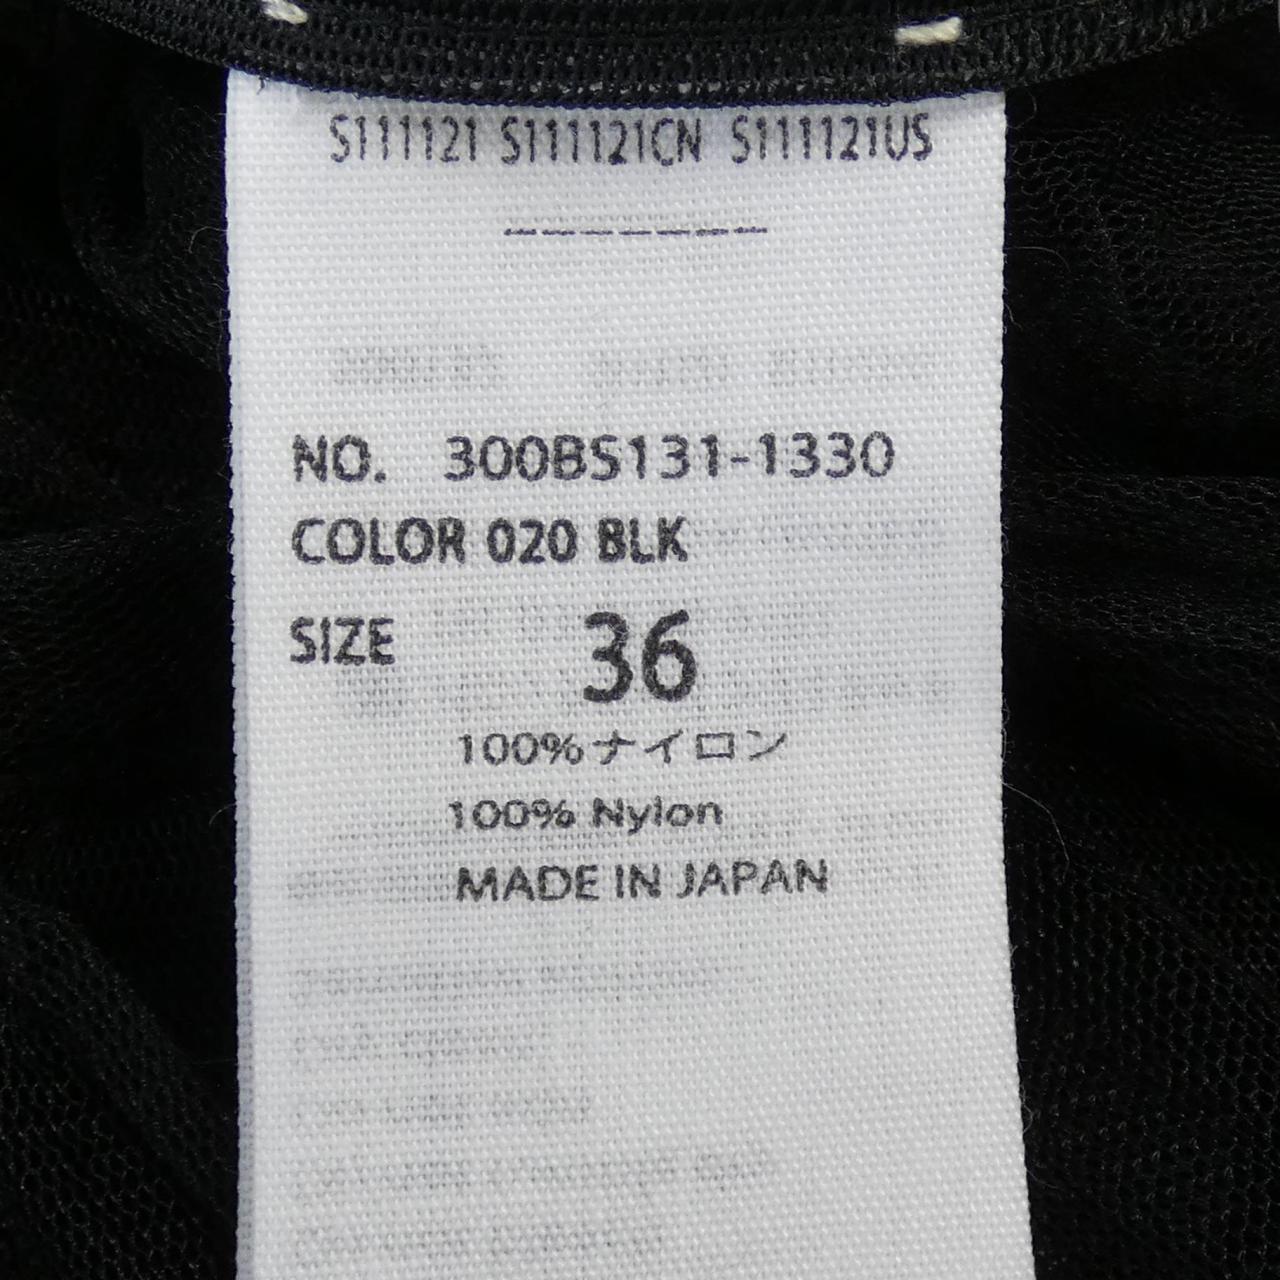 S111121 S111121CN S111121US
-------
NO. 300BS131-1330
COLOR 020 BLK
SIZE 36
100%ナイロン
100% Nylon
MADE IN JAPAN